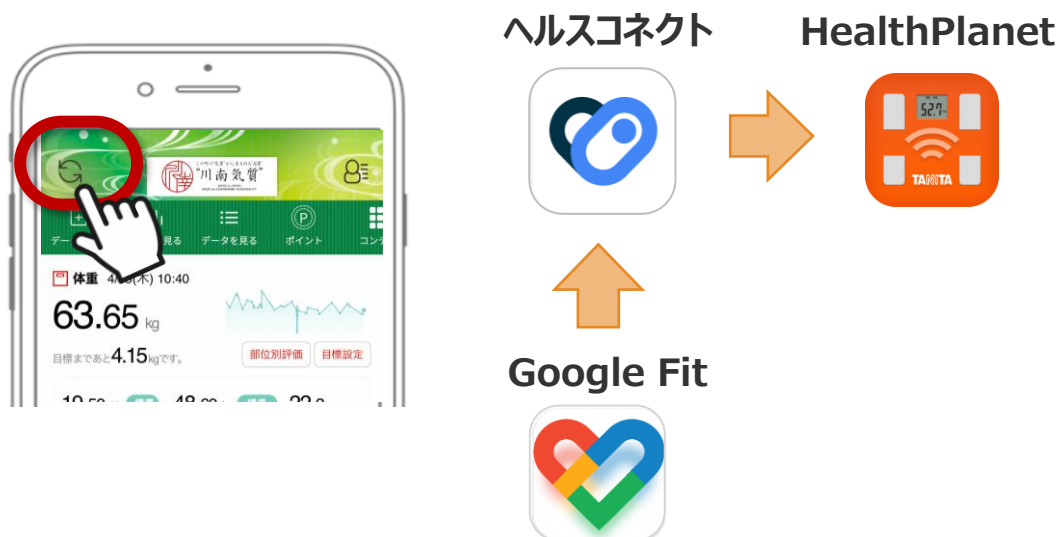 ヘルスコネクト
HealthPlanet
52.7
TANITA
"川南気質"
P
データを見る
ポイント
体重
(木) 10:40
63.65 kg
目標まであと4.15kgです。
部位別評価
目標設定
Google Fit